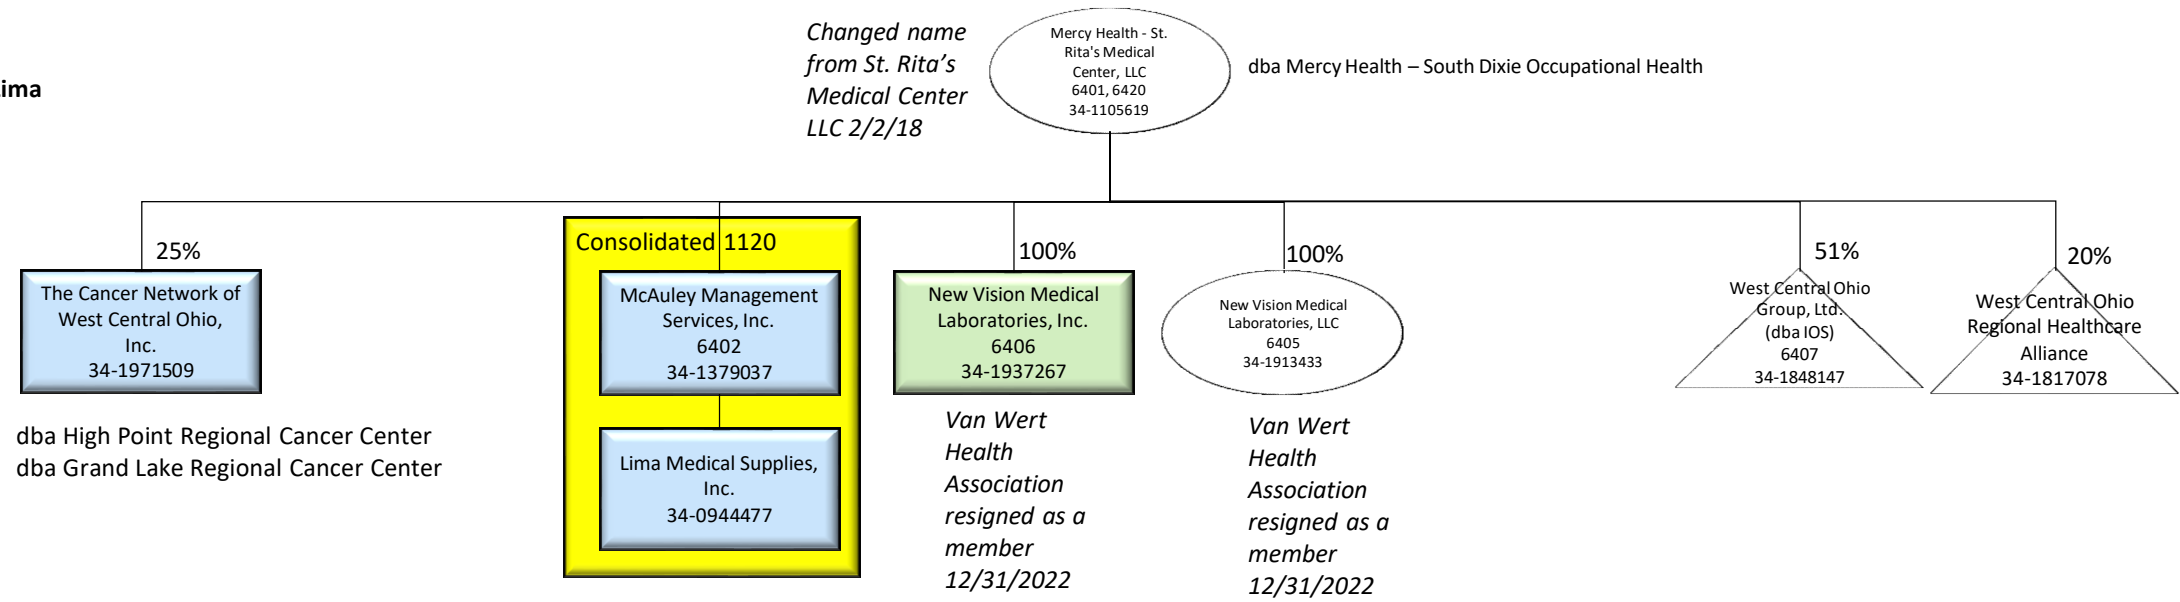 Changed name
from St. Rita’s
Medical Center
LLC 2/2/18
Mercy Health - St.
Rita's Medical
Center, LLC
6401, 6420
34-1105619
dba Mercy Health – South Dixie Occupational Health
ima
25%
The Cancer Network of
West Central Ohio,
Inc.
34-1971509
dba High Point Regional Cancer Center
dba Grand Lake Regional Cancer Center
Consolidated 1120
McAuley Management
Services, Inc.
6402
34-1379037
Lima Medical Supplies,
Inc.
34-0944477
100%
New Vision Medical
Laboratories, Inc.
6406
34-1937267
Van Wert
Health
Association
resigned as a
member
12/31/2022
100%
New Vision Medical
Laboratories, LLC
6405
34-1913433
Van Wert
Health
Association
resigned as a
member
12/31/2022
51%
West Central Ohio
Group, Ltd.
(dba IOS)
6407
34-1848147
20%
West Central Ohio
Regional Healthcare
Alliance
34-1817078